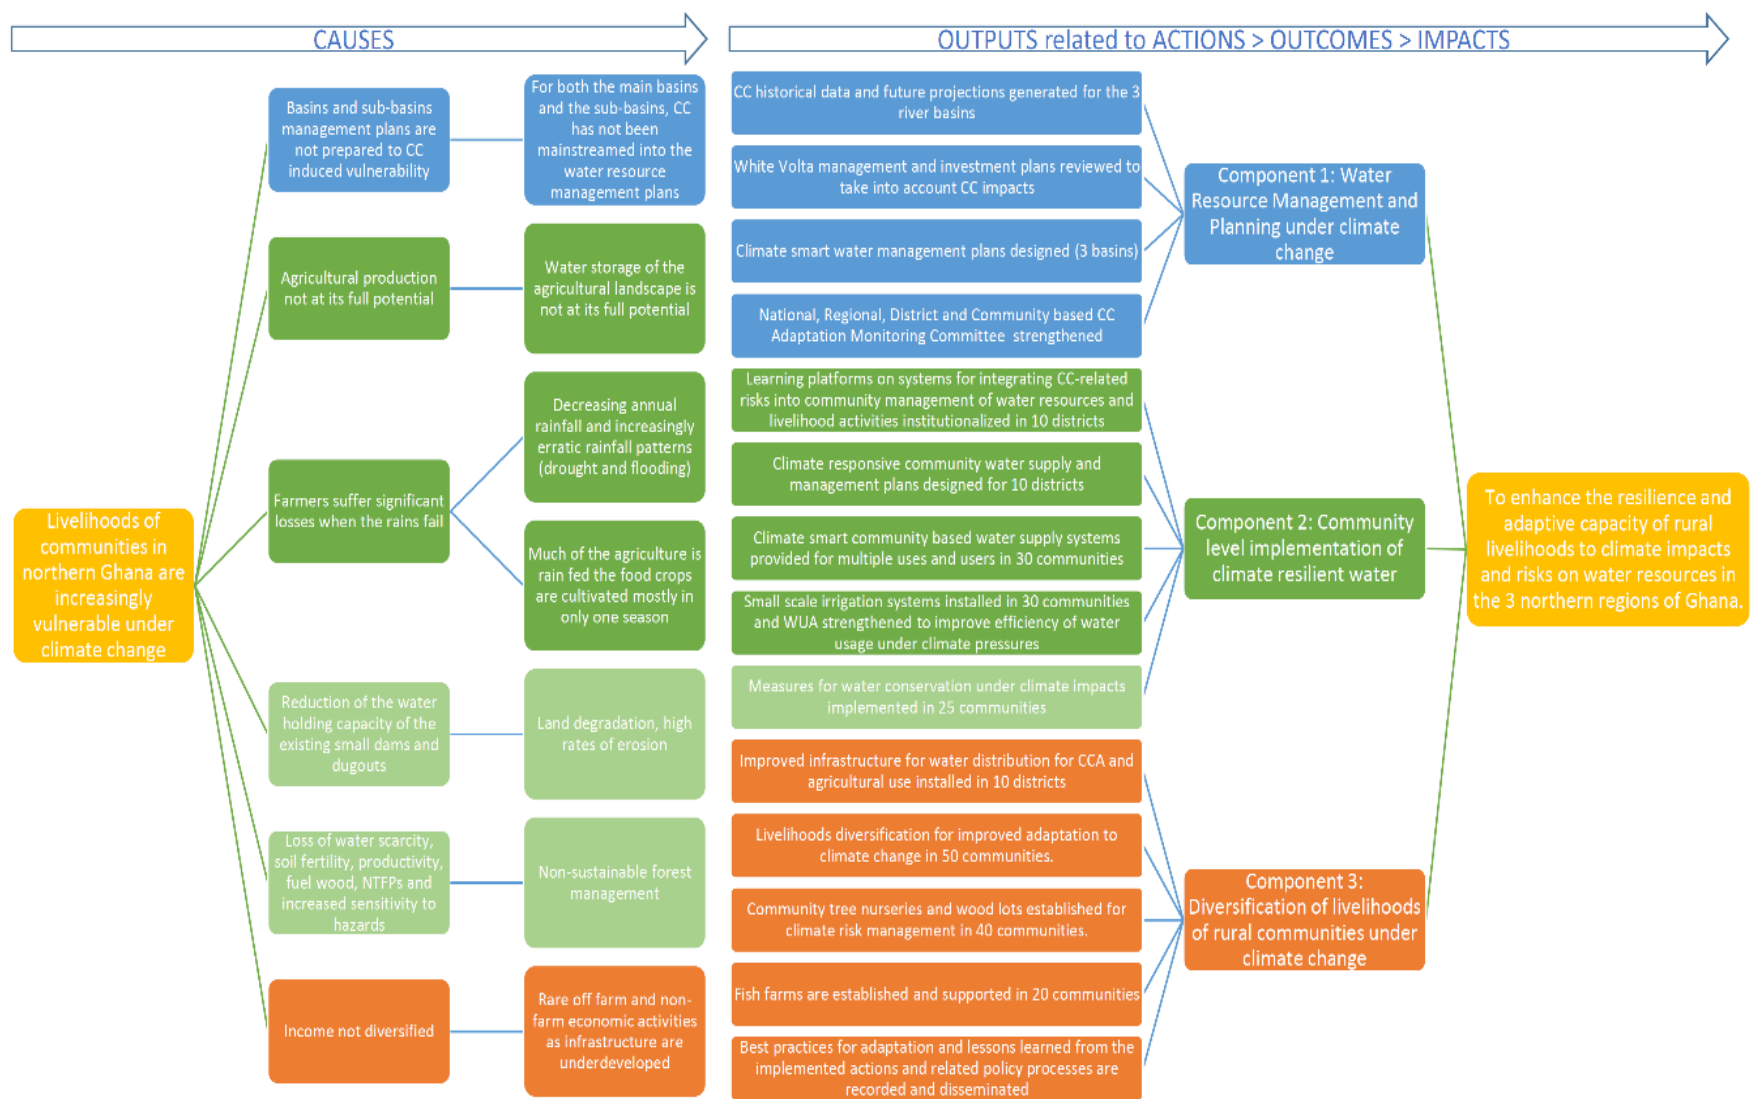 CAUSES
OUTPUTS related to ACTIONS > OUTCOMES > IMPACTS
Livelihoods of
communities in
northern Ghana are
increasingly
vulnerable under
climate change
Basins and sub-basins
management plans are
not prepared to CC
induced vulnerability
For both the main basins
and the sub-basins, CC
has not been
mainstreamed into the
water resource
management plans
Agricultural production
not at its full potential
Water storage of the
agricultural landscape is
not at its full potential
Farmers suffer significant
losses when the rains fail
Decreasing annual
rainfall and increasingly
erratic rainfall patterns
(drought and flooding)
Much of the agriculture is
rain fed the food crops
are cultivated mostly in
only one season
Reduction of the water
holding capacity of the
existing small dams and
dugouts
Land degradation, high
rates of erosion
Loss of water scarcity,
soil fertility, productivity,
fuel wood, NTFPs and
increased sensitivity to
hazards
Non-sustainable forest
management
Income not diversified
Rare off farm and non-
farm economic activities
as infrastructure are
underdeveloped
CC historical data and future projections generated for the 3
river basins
White Volta management and investment plans reviewed to
take into account CC impacts
Climate smart water management plans designed (3 basins)
National, Regional, District and Community based CC
Adaptation Monitoring Committee strengthened
Component 1: Water
Resource Management and
Planning under climate
change
Learning platforms on systems for integrating CC-related
risks into community management of water resources and
livelihood activities institutionalized in 10 districts
Climate responsive community water supply and
management plans designed for 10 districts
Climate smart community based water supply systems
provided for multiple uses and users in 30 communities
Small scale irrigation systems installed in 30 communities
and WUA strengthened to improve efficiency of water
usage under climate pressures
Measures for water conservation under climate impacts
implemented in 25 communities
Component 2: Community
level implementation of
climate resilient water
Improved infrastructure for water distribution for CCA and
agricultural use installed in 10 districts
Livelihoods diversification for improved adaptation to
climate change in 50 communities.
Community tree nurseries and wood lots established for
climate risk management in 40 communities.
Fish farms are established and supported in 20 communities
Best practices for adaptation and lessons learned from the
implemented actions and related policy processes are
recorded and disseminated
Component 3:
Diversification of livelihoods
of rural communities under
climate change
To enhance the resilience and
adaptive capacity of rural
livelihoods to climate impacts
and risks on water resources in
the 3 northern regions of Ghana.